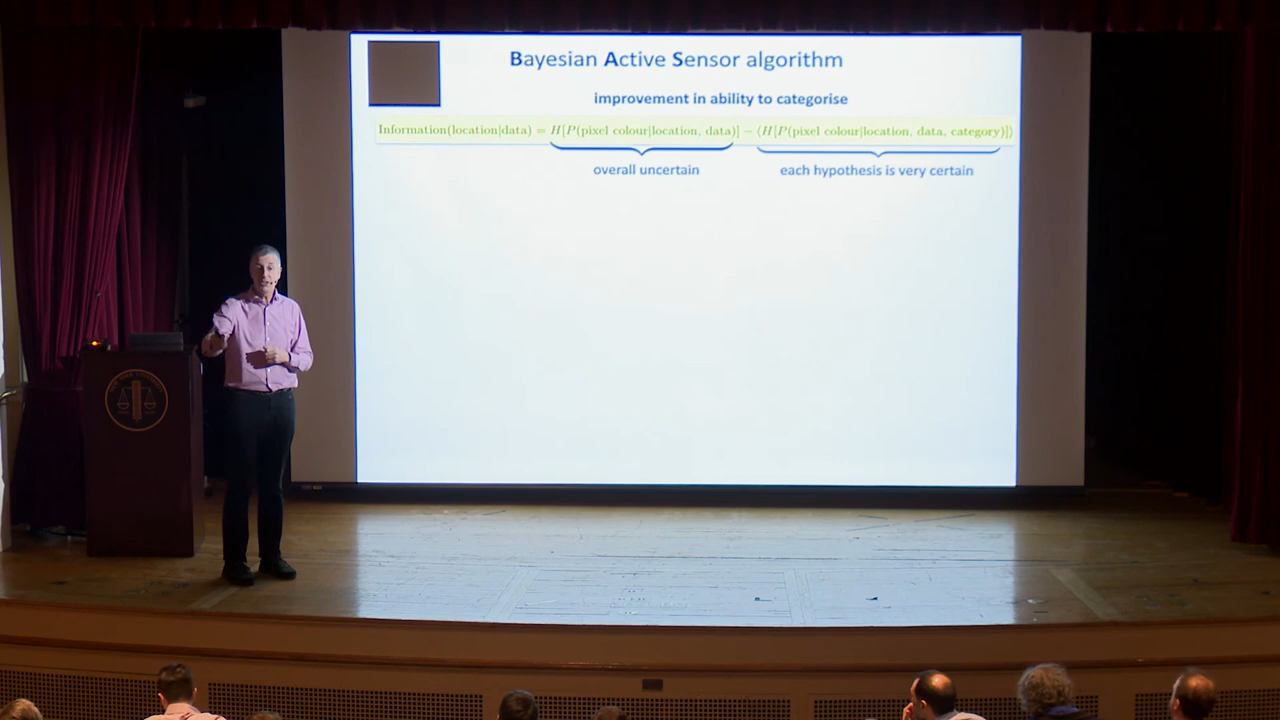 Bayesian Active Sensor algorithm
improvement in ability to categorise
Information(location|data) = H[P(pixel colour|location, data)] − ⟨H[P(pixel colour|location, data, category)]⟩
overall uncertain
each hypothesis is very certain